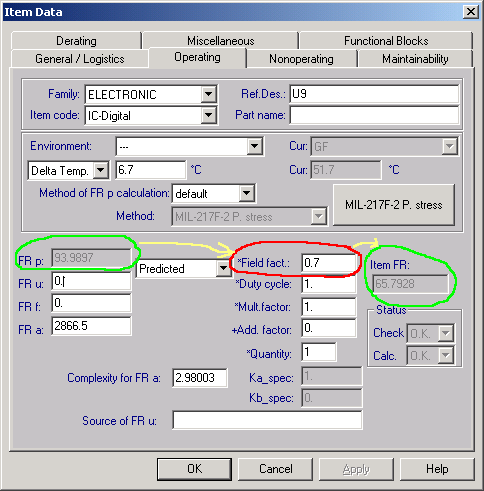 Item Data
Derating Miscellaneous Functional Blocks
General / Logistics Operating Nonoperating Maintainability
Family: ELECTRONIC Ref.Des.: U9
Item code: IC-Digital Part name:
Environment: --- Cur: GF
Delta Temp. 6.7 °C Cur: 51.7 °C
Method of FR p calculation: default
Method: MIL-217F-2 P. stress MIL-217F-2 P. stress
FR p: 93.9897 Predicted *Field fact.: 0.7 Item FR:
FR u: 0. *Duty cycle: 1. 65.7928
FR f: 0. *Mult.factor: 1. Status
FR a: 2866.5 +Add. factor: 0. Check O.K.
*Quantity: 1 Calc. O.K.
Complexity for FR a: 2.98003 Ka_spec: 1.
Kb_spec: 0.
Source of FR u:
OK Cancel Apply Help